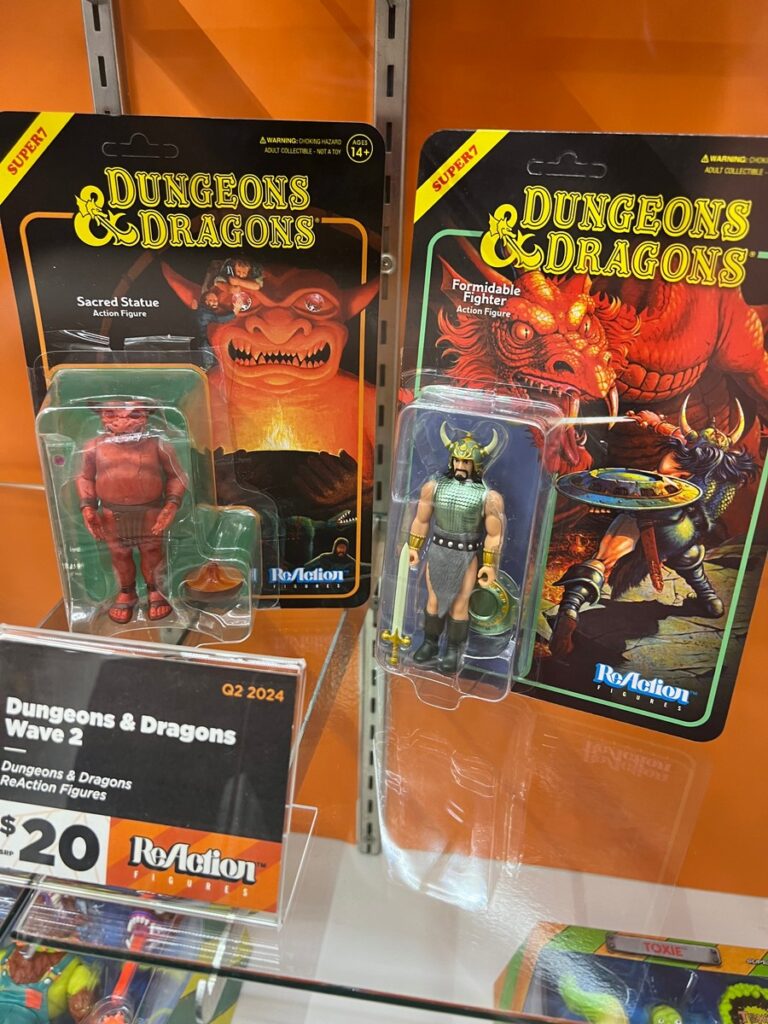 SUPER7
⚠WARNING: CHOKING HAZARD
ADULT COLLECTIBLE - NOT A TOY
AGES
14+
DUNGEONS
& DRAGONS®
Sacred Statue
Action Figure
ReAction
FIGURES
SUPER7
⚠WARNING:
ADULT COLLECTIBLE -
DUNGEONS
& DRAGONS®
Formidable
Fighter
Action Figure
ReAction
FIGURES
Q2 2024
Dungeons & Dragons
Wave 2
Dungeons & Dragons
ReAction Figures
$20
SRP
ReAction™
FIGURES
TOXIE